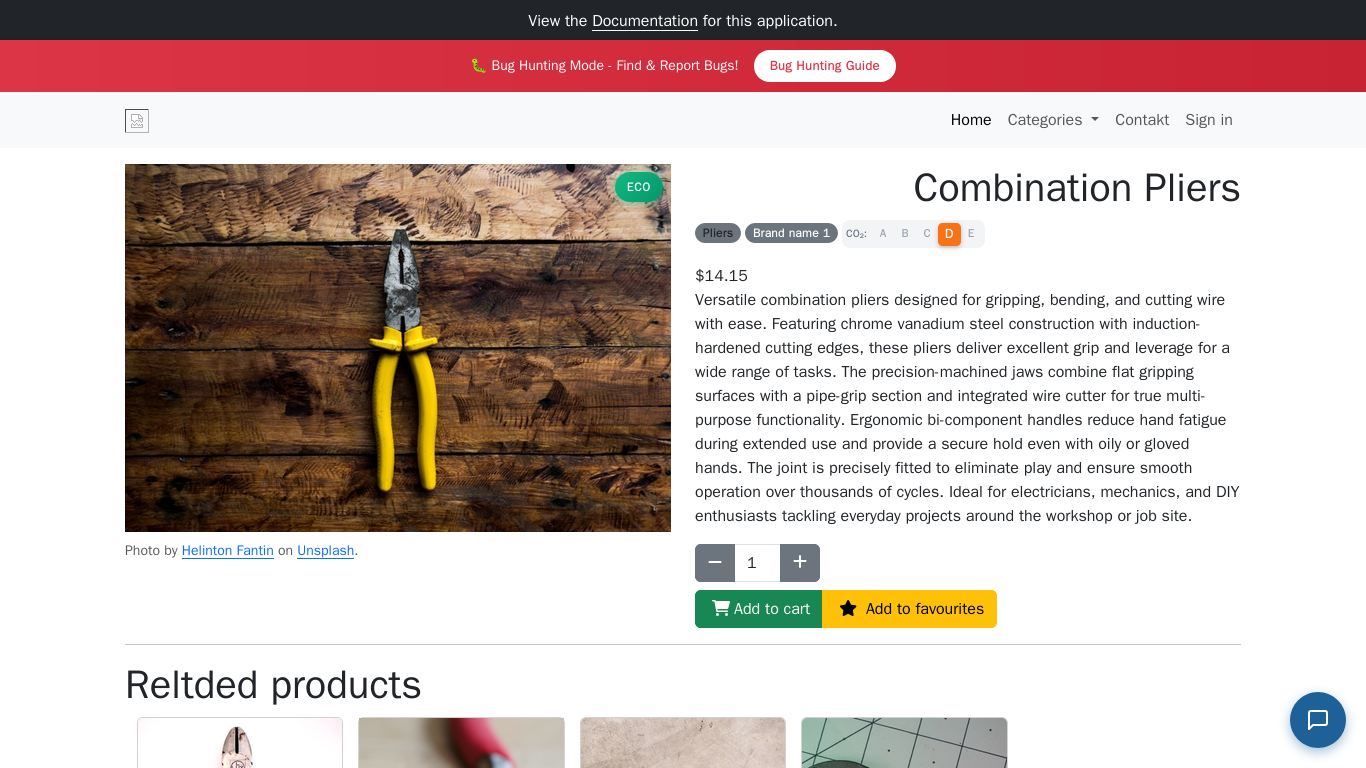 View the Documentation for this application.
🐛 Bug Hunting Mode - Find & Report Bugs!
Bug Hunting Guide
Home
Categories
Contakt
Sign in
ECO
Combination Pliers
Pliers
Brand name 1
CO₂: A B C D E
$14.15
Versatile combination pliers designed for gripping, bending, and cutting wire
with ease. Featuring chrome vanadium steel construction with induction-
hardened cutting edges, these pliers deliver excellent grip and leverage for a
wide range of tasks. The precision-machined jaws combine flat gripping
surfaces with a pipe-grip section and integrated wire cutter for true multi-
purpose functionality. Ergonomic bi-component handles reduce hand fatigue
during extended use and provide a secure hold even with oily or gloved
hands. The joint is precisely fitted to eliminate play and ensure smooth
operation over thousands of cycles. Ideal for electricians, mechanics, and DIY
enthusiasts tackling everyday projects around the workshop or job site.
Photo by Helinton Fantin on Unsplash.
1
Add to cart
Add to favourites
Reltded products